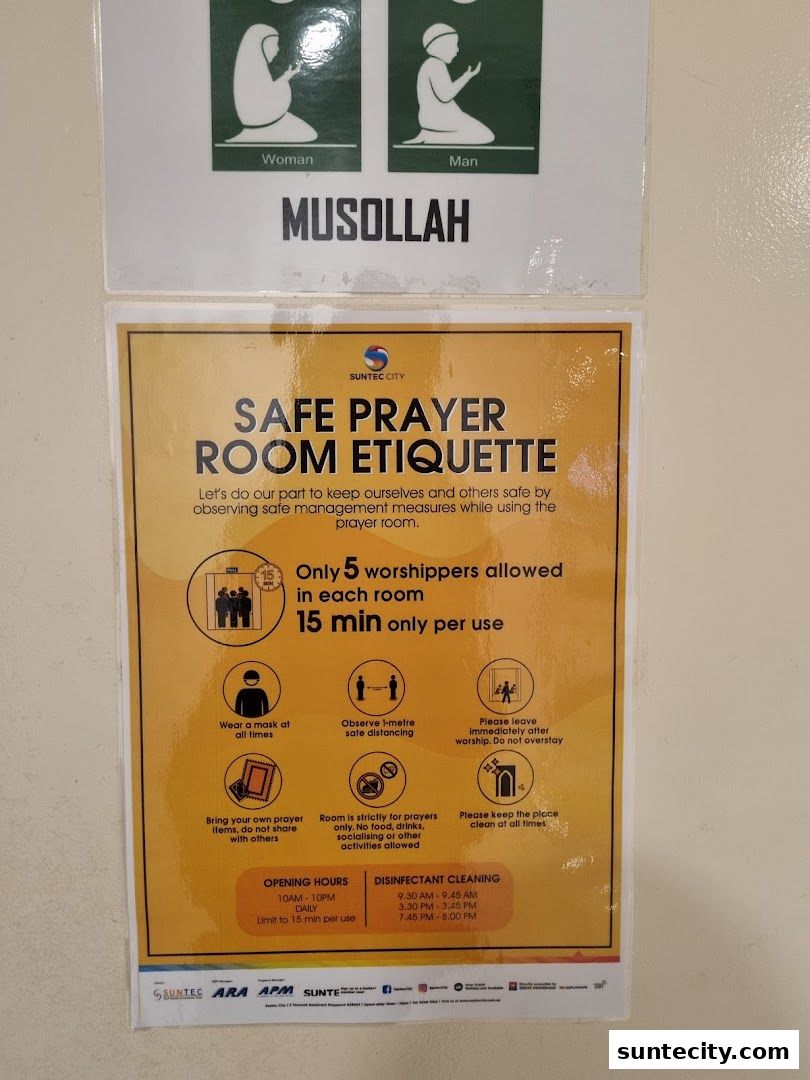 Woman
Man
MUSOLLAH
SUNTEC CITY
SAFE PRAYER
ROOM ETIQUETTE
Let's do our part to keep ourselves and others safe by
observing safe management measures while using the
prayer room.
15
MIN
Only 5 worshippers allowed
in each room
15 min only per use
Wear a mask at
all times
Observe 1-metre
safe distancing
Please leave
immediately after
worship. Do not overstay
Bring your own prayer
items, do not share
with others
Room is strictly for prayers
only. No food, drinks,
socialising or other
activities allowed
Please keep the place
clean at all times
OPENING HOURS
10AM - 10PM
DAILY
Limit to 15 min per use
DISINFECTANT CLEANING
9.30 AM - 9.45 AM
3.30 PM - 3.45 PM
7.45 PM - 8.00 PM
SUNTEC
ARA
APM
SUNTE
suntecity.com